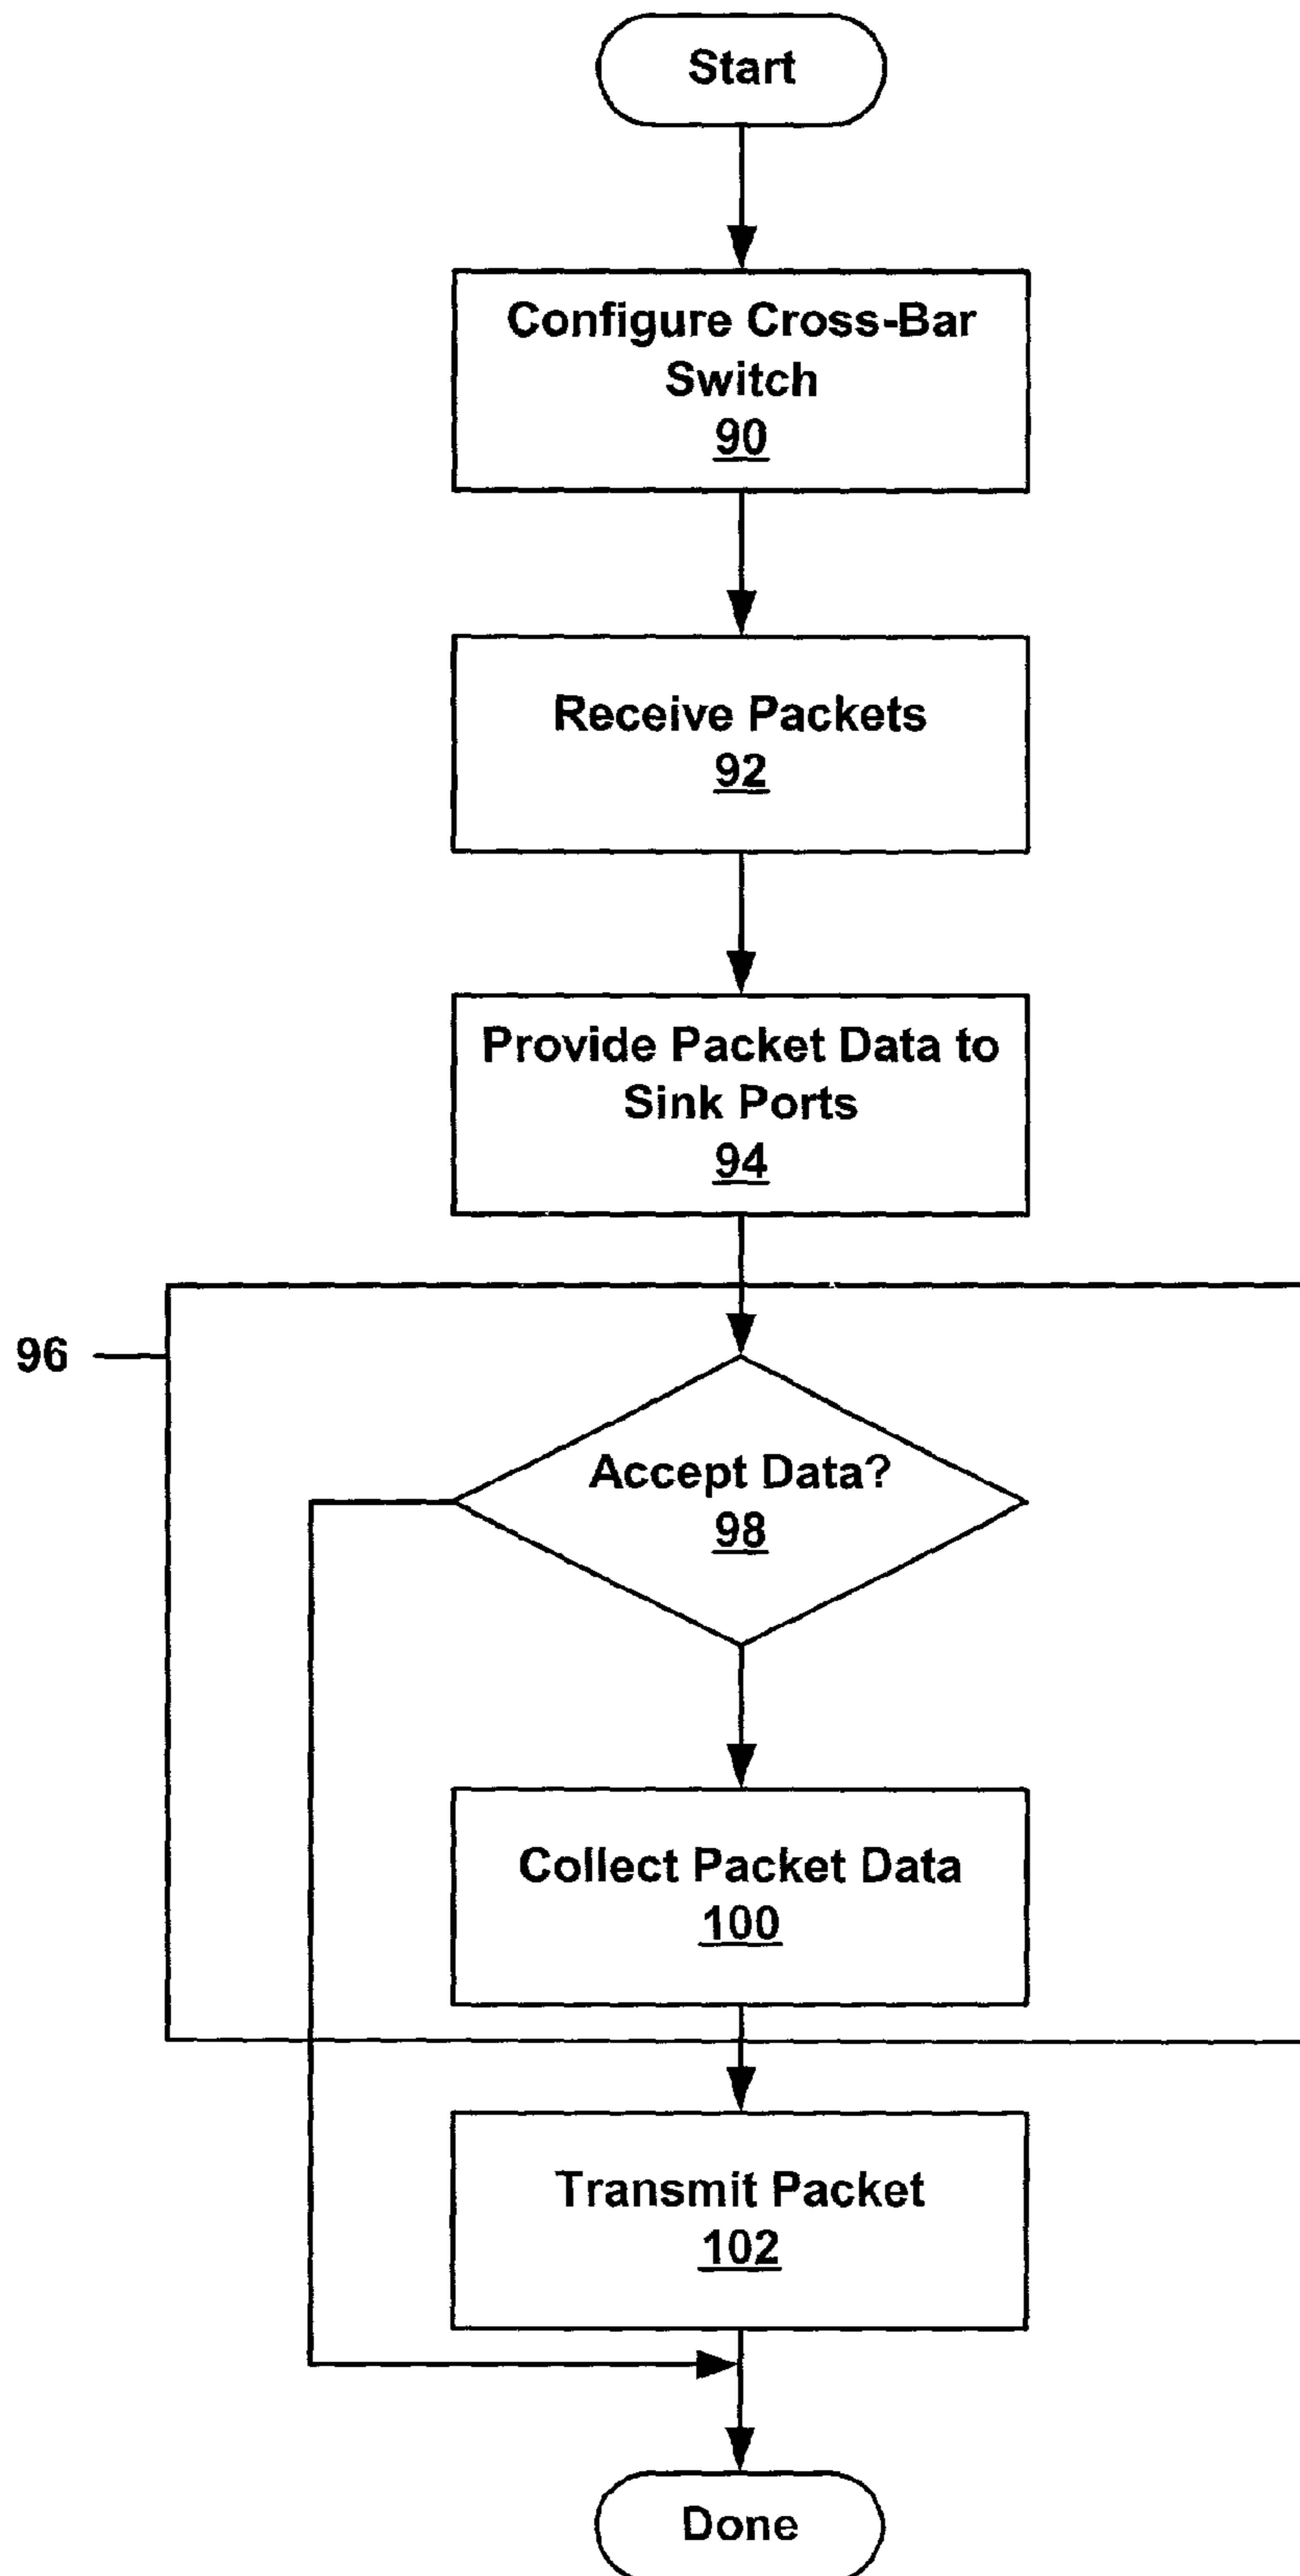 Start
Configure Cross-Bar
Switch
90
Receive Packets
92
Provide Packet Data to
Sink Ports
94
96
Accept Data?
98
Collect Packet Data
100
Transmit Packet
102
Done